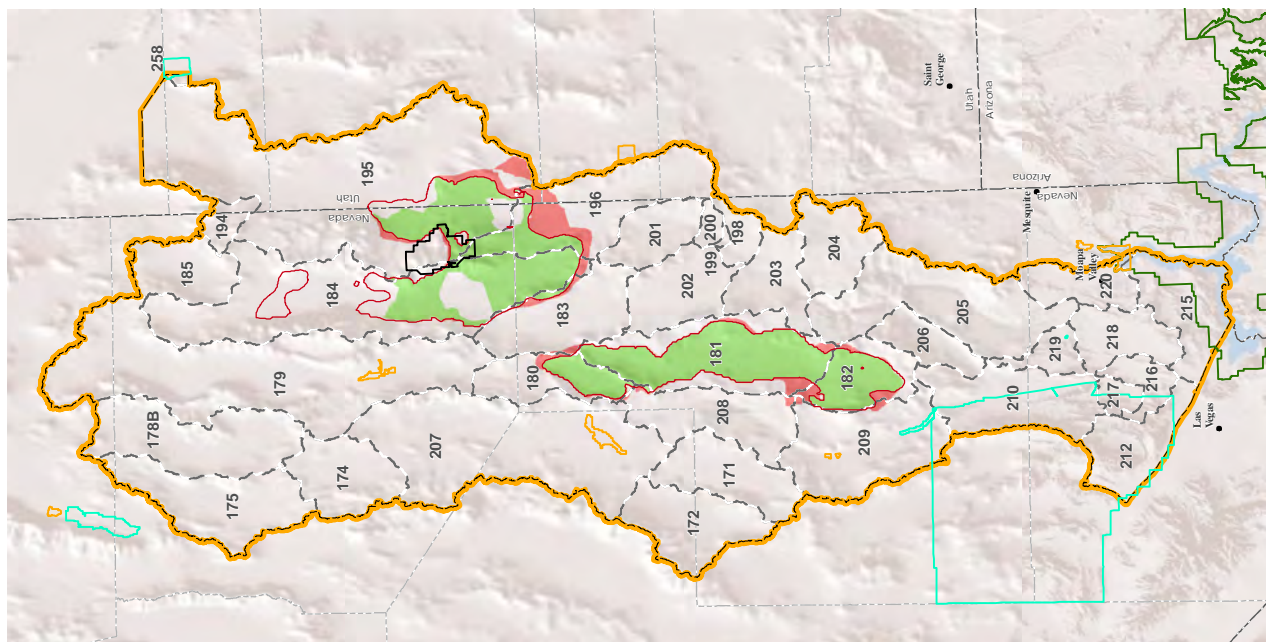 258
Saint
George
Utah
Arizona
195
Utah
Nevada
194
185
184
196
Arizona
Nevada
Mesquite
201
200
198
199
202
203
204
183
Moapa
Valley
220
215
205
206
219
218
179
180
181
182
210
217
216
178B
207
208
209
212
Las
Vegas
175
174
171
172